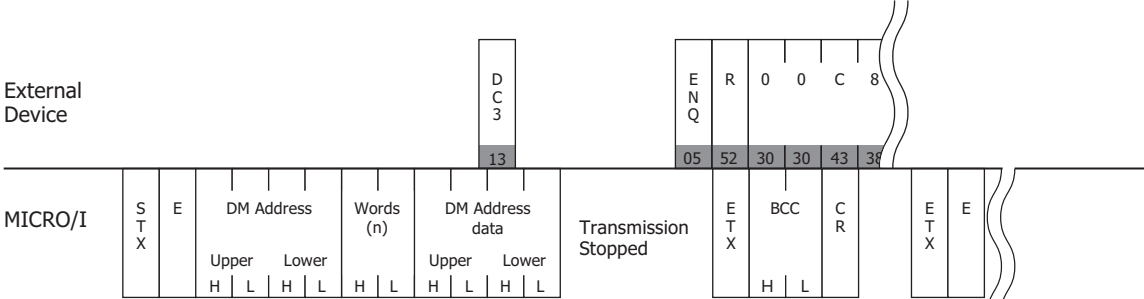 External
Device
D
C
3
13
E
N
Q
R 0 0 C 8
05 52 30 30 43 38
MICRO/I
S
T
X
E
DM Address
Upper Lower
H L H L
Words
(n)
H L
DM Address
data
Upper Lower
H L H L
Transmission
Stopped
E
T
X
BCC
H L
C
R
E
T
X
E